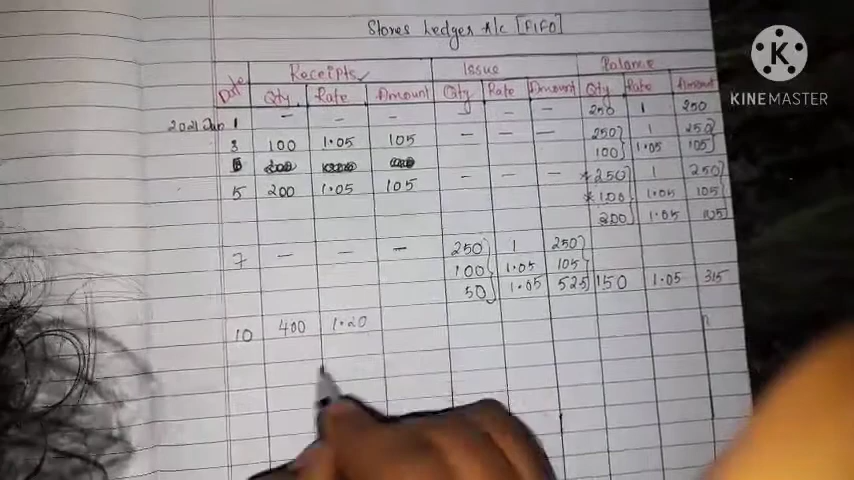 Stores Ledger A/c [FIFO]
Receipts Issue Balance
Date Qty Rate Amount Qty Rate Amount Qty Rate Amount
2021 Jan 1 - - - - - - 250 1 250
3 100 1.05 105 - - - 250 1 250
100 1.05 105
5 200 1.05 105 - - - *250 1 250
*100 1.05 105
200 1.05 105
7 - - - 250 1 250
100 1.05 105
50 1.05 525 150 1.05 315
10 400 1.20
K
KINEMASTER